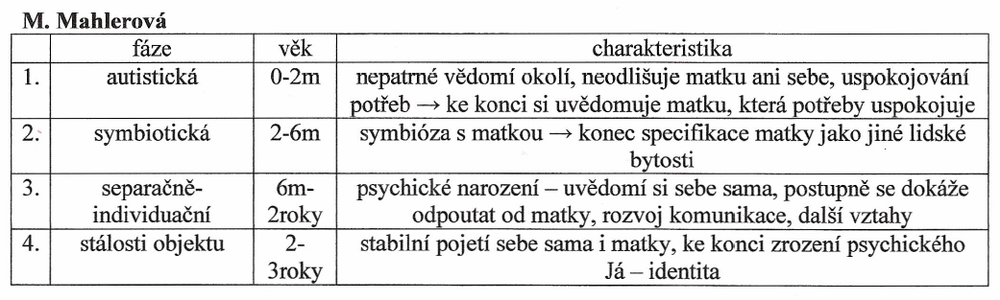 M. Mahlerová
fáze věk charakteristika
1. autistická 0-2m nepatrné vědomí okolí, neodlišuje matku ani sebe, uspokojování
potřeb → ke konci si uvědomuje matku, která potřeby uspokojuje
2. symbiotická 2-6m symbióza s matkou → konec specifikace matky jako jiné lidské
bytosti
3. separačně- 6m- psychické narození – uvědomí si sebe sama, postupně se dokáže
individuační 2roky odpoutat od matky, rozvoj komunikace, další vztahy
4. stálosti objektu 2- stabilní pojetí sebe sama i matky, ke konci zrození psychického
3roky Já – identita